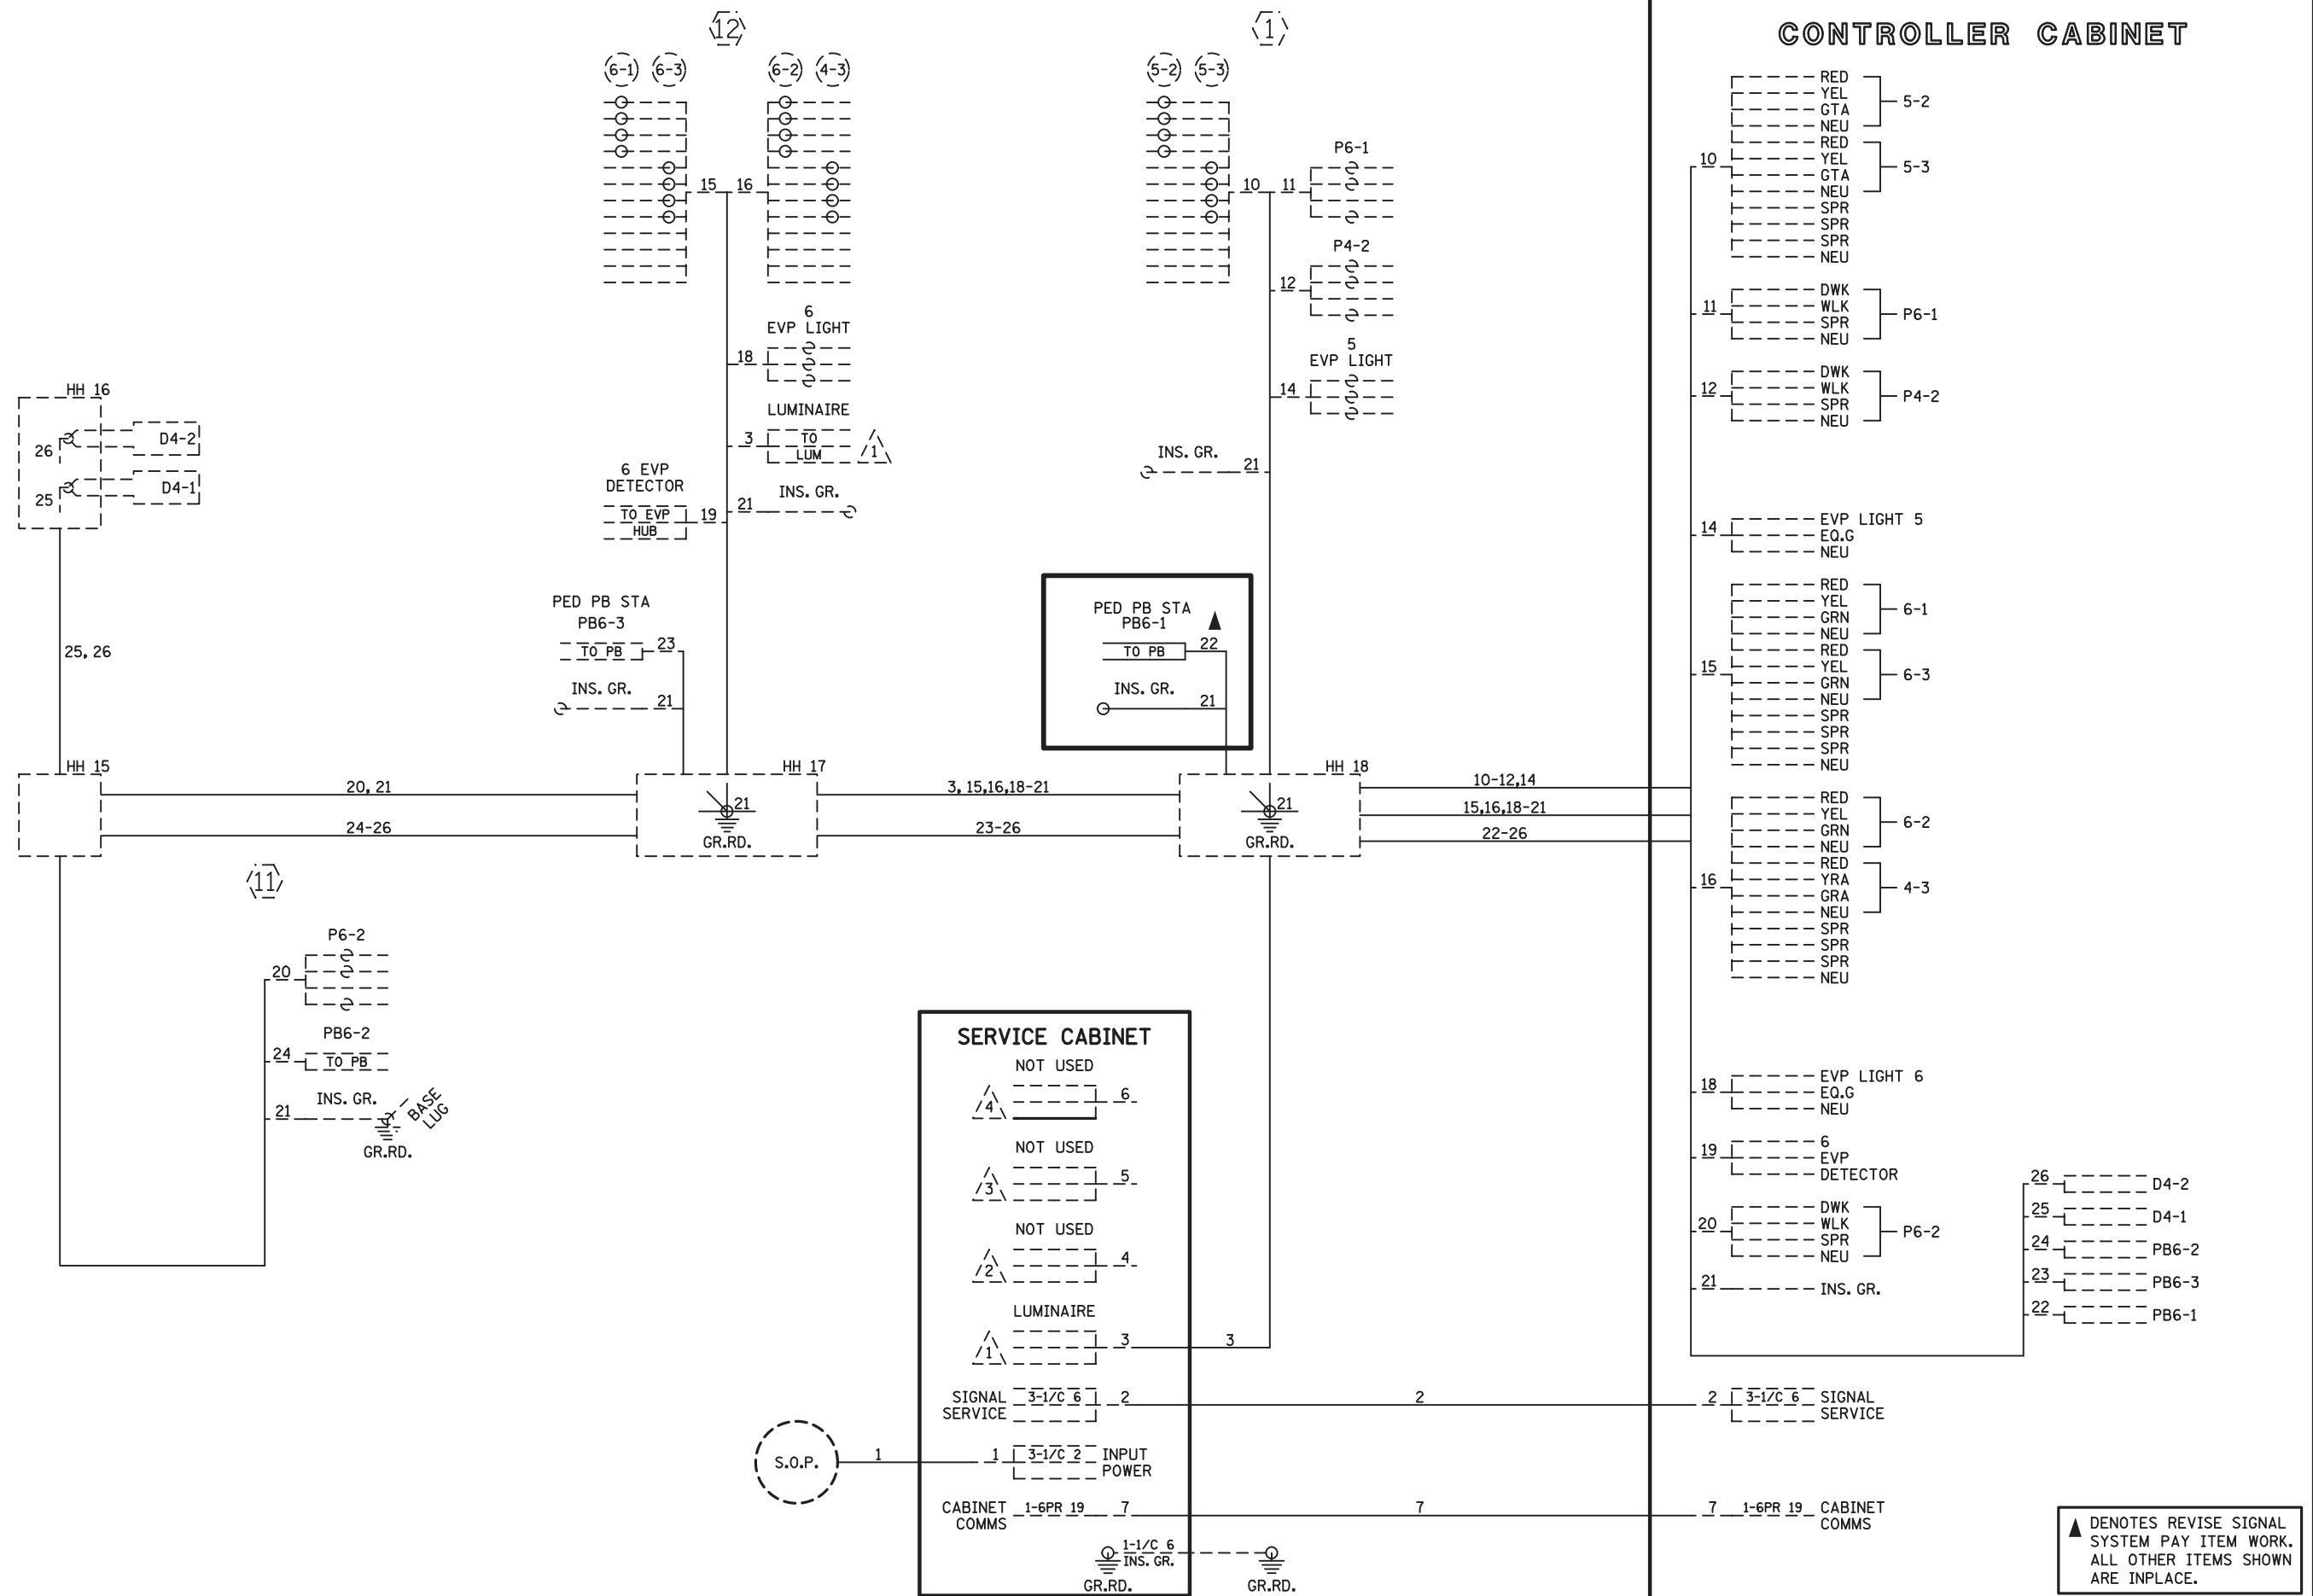 12
6-1 6-3 6-2 4-3
15 16
6
EVP LIGHT
18
LUMINAIRE
3 TO
LUM
1
6 EVP
DETECTOR
TO EVP
HUB
19
21 INS. GR.
PED PB STA
PB6-3
TO PB 23
INS. GR.
21
1
5-2 5-3
10 11
P6-1
P4-2
12
5
EVP LIGHT
14
INS. GR.
21
PED PB STA
PB6-1
TO PB 22
INS. GR.
21
HH 16
26 D4-2
25 D4-1
25, 26
HH 15
20, 21
24-26
HH 17
21
GR.RD.
3, 15,16,18-21
23-26
HH 18
21
GR.RD.
10-12,14
15,16,18-21
22-26
11
P6-2
20
PB6-2
24 TO PB
INS. GR.
21
BASE
LUG
GR.RD.
SERVICE CABINET
NOT USED
4 6
NOT USED
3 5
NOT USED
2 4
LUMINAIRE
1 3 3
SIGNAL
SERVICE
3-1/C 6 2 2
S.O.P. 1 1 3-1/C 2 INPUT
POWER
CABINET
COMMS
1-6PR 19 7 7
1-1/C 6
INS. GR.
GR.RD. GR.RD.
CONTROLLER CABINET
10
RED
YEL
GTA
NEU
5-2
RED
YEL
GTA
NEU
5-3
SPR
SPR
SPR
NEU
11
DWK
WLK
SPR
NEU
P6-1
12
DWK
WLK
SPR
NEU
P4-2
14
EVP LIGHT 5
EQ.G
NEU
15
RED
YEL
GRN
NEU
6-1
RED
YEL
GRN
NEU
6-3
SPR
SPR
SPR
NEU
16
RED
YEL
GRN
NEU
6-2
RED
YRA
GRA
NEU
4-3
SPR
SPR
SPR
NEU
18
EVP LIGHT 6
EQ.G
NEU
19
6
EVP
DETECTOR
20
DWK
WLK
SPR
NEU
P6-2
21 INS. GR.
26 D4-2
25 D4-1
24 PB6-2
23 PB6-3
22 PB6-1
2 3-1/C 6 SIGNAL
SERVICE
7 1-6PR 19 CABINET
COMMS
DENOTES REVISE SIGNAL
SYSTEM PAY ITEM WORK.
ALL OTHER ITEMS SHOWN
ARE INPLACE.